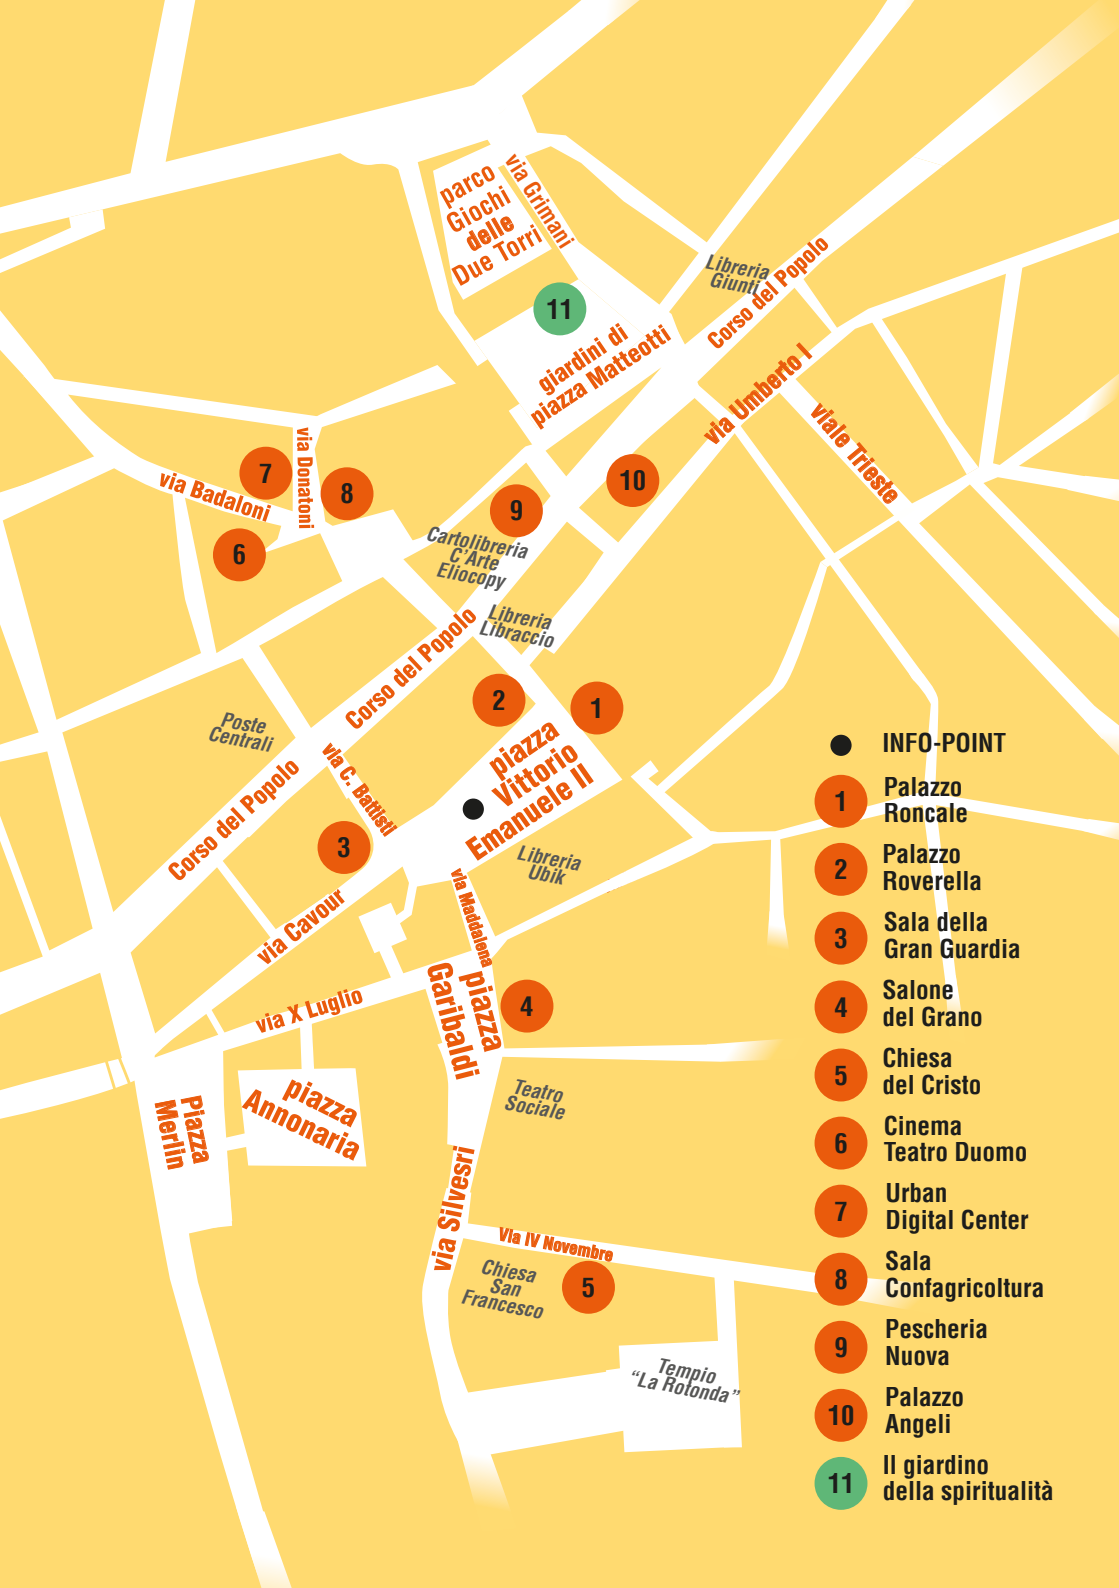 parco
Giochi
delle
Due Torri
via Grimani
11
giardini di
piazza Matteotti
Libreria
Giunti
Corso del Popolo
via Umberto I
viale Trieste
via Donatoni
7
8
via Badaloni
6
9
10
Cartolibreria
C’Arte
Eliocopy
Libreria
Libraccio
Corso del Popolo
2
1
Poste
Centrali
piazza
Vittorio
Emanuele II
via C. Battisti
Corso del Popolo
3
Libreria
Ubik
via Maddalena
via Cavour
via X Luglio
piazza
Garibaldi
4
Piazza
Merlin
piazza
Annonaria
Teatro
Sociale
via Silvesri
Via IV Novembre
Chiesa
San
Francesco
5
Tempio
“La Rotonda”
INFO-POINT
1
Palazzo
Roncale
2
Palazzo
Roverella
3
Sala della
Gran Guardia
4
Salone
del Grano
5
Chiesa
del Cristo
6
Cinema
Teatro Duomo
7
Urban
Digital Center
8
Sala
Confagricoltura
9
Pescheria
Nuova
10
Palazzo
Angeli
11
Il giardino
della spiritualità